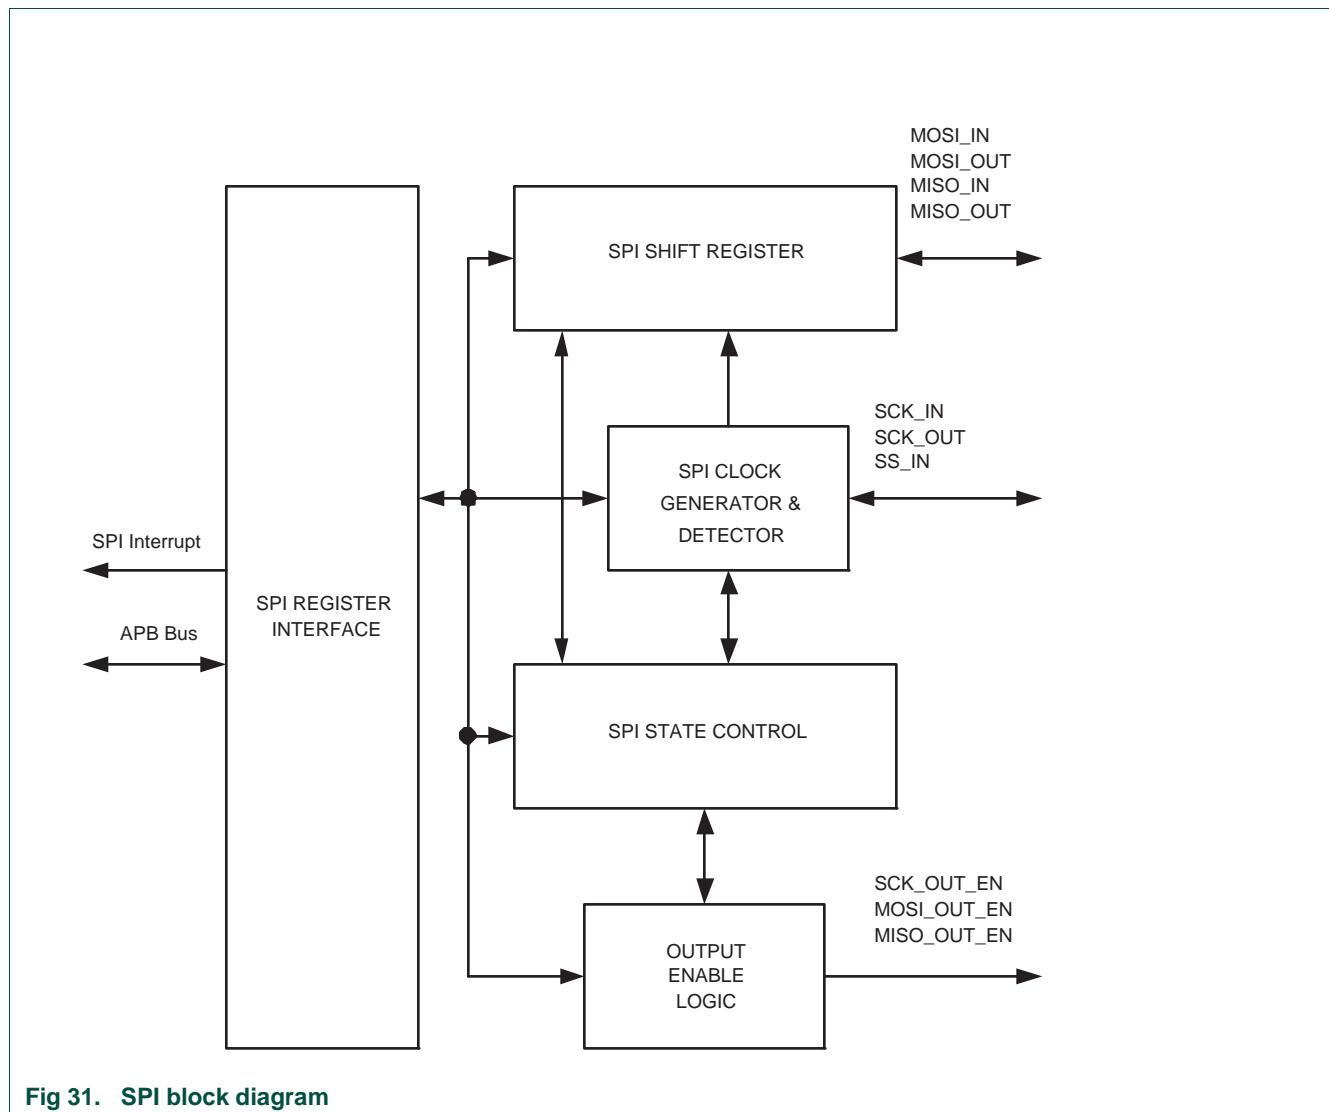 MOSI_IN
MOSI_OUT
MISO_IN
MISO_OUT
SPI SHIFT REGISTER
SCK_IN
SCK_OUT
SS_IN
SPI CLOCK
GENERATOR &
DETECTOR
SPI Interrupt
APB Bus
SPI REGISTER
INTERFACE
SPI STATE CONTROL
SCK_OUT_EN
MOSI_OUT_EN
MISO_OUT_EN
OUTPUT
ENABLE
LOGIC
Fig 31. SPI block diagram